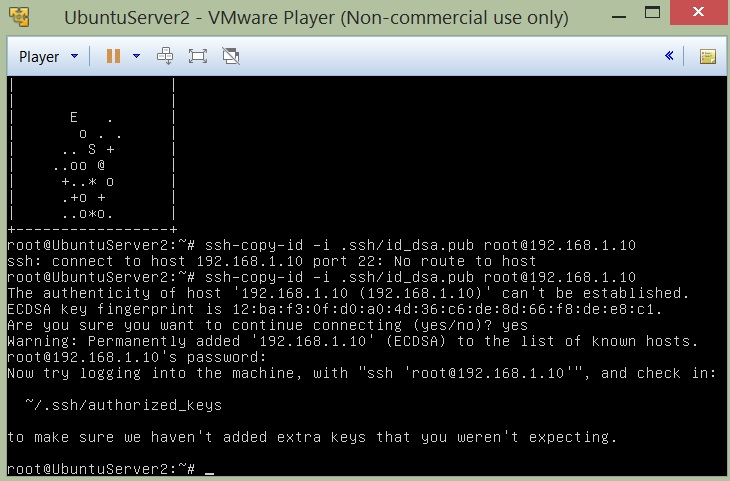 UbuntuServer2 - VMware Player (Non-commercial use only)
Player
|                 |
|                 |
|      E   .      |
|       o . .     |
|     .. S +      |
|    ..oo @       |
|     +..* o      |
|     .+o +       |
|     ..o*o.      |
+-----------------+
root@UbuntuServer2:~# ssh-copy-id -i .ssh/id_dsa.pub root@192.168.1.10
ssh: connect to host 192.168.1.10 port 22: No route to host
root@UbuntuServer2:~# ssh-copy-id -i .ssh/id_dsa.pub root@192.168.1.10
The authenticity of host '192.168.1.10 (192.168.1.10)' can't be established.
ECDSA key fingerprint is 12:ba:f3:0f:d0:a0:4d:36:c6:de:8d:66:f8:de:e8:c1.
Are you sure you want to continue connecting (yes/no)? yes
Warning: Permanently added '192.168.1.10' (ECDSA) to the list of known hosts.
root@192.168.1.10's password:
Now try logging into the machine, with "ssh 'root@192.168.1.10'", and check in:
~/.ssh/authorized_keys
to make sure we haven't added extra keys that you weren't expecting.
root@UbuntuServer2:~# _